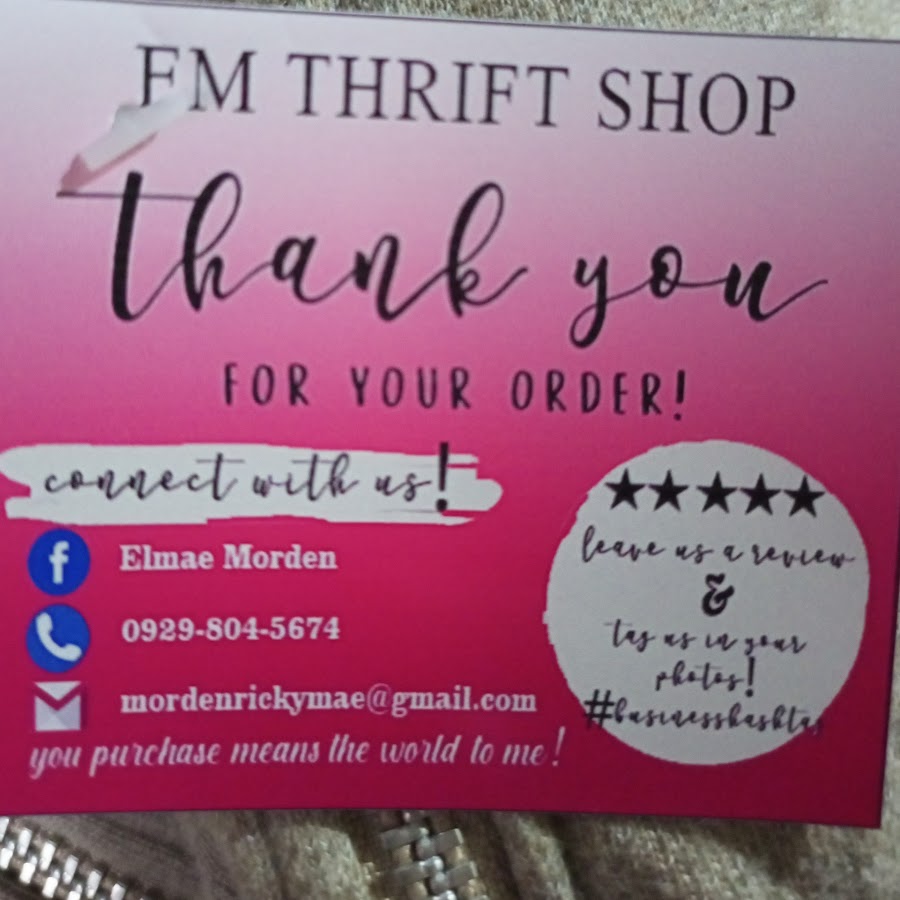 EM THRIFT SHOP
thank you
FOR YOUR ORDER!
connect with us!
Elmae Morden
0929-804-5674
mordenrickymae@gmail.com
you purchase means the world to me!
leave us a review
&
tag us in your
photos!
#businesshashtag